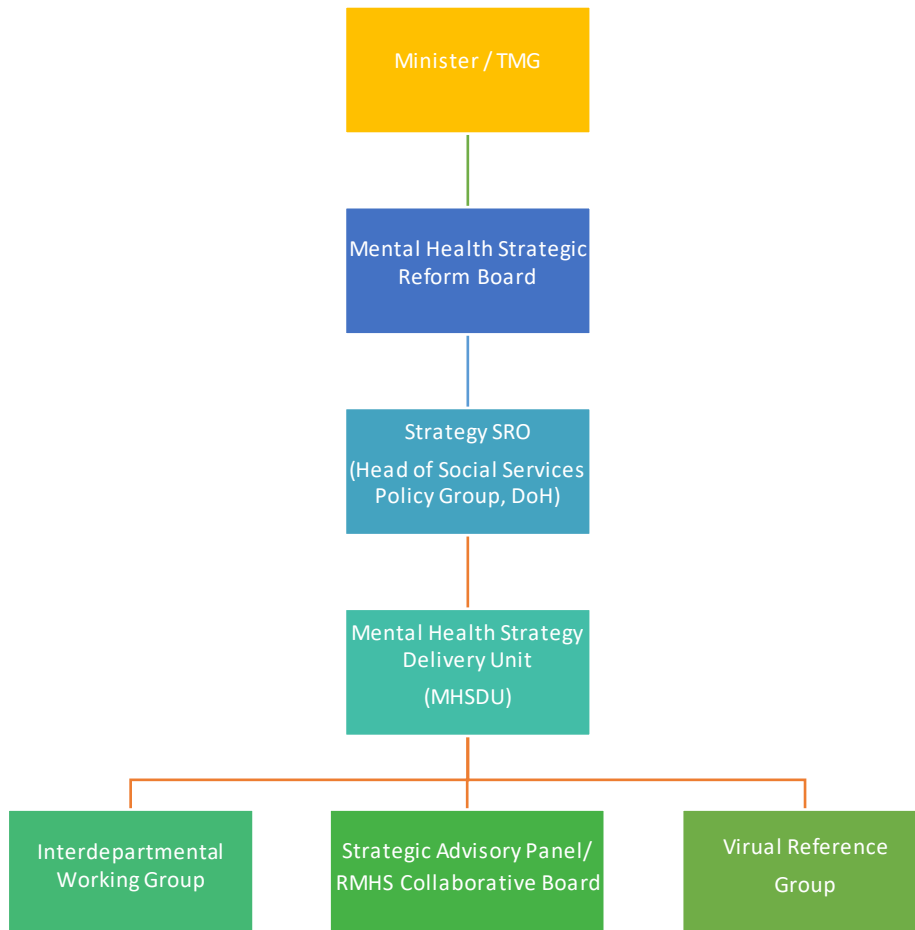 Minister / TMG
Mental Health Strategic
Reform Board
Strategy SRO
(Head of Social Services
Policy Group, DoH)
Mental Health Strategy
Delivery Unit
(MHSDU)
Interdepartmental
Working Group
Strategic Advisory Panel/
RMHS Collaborative Board
Virual Reference
Group